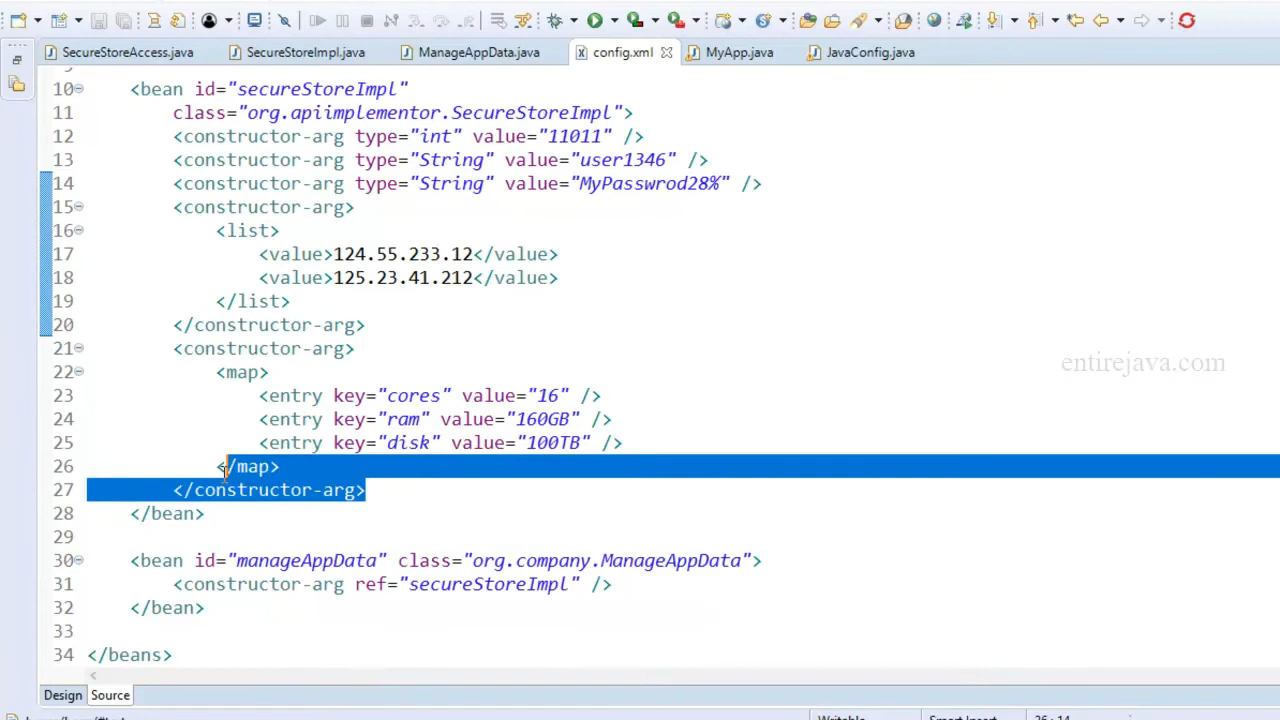 SecureStoreAccess.java SecureStoreImpl.java ManageAppData.java config.xml MyApp.java JavaConfig.java
10 <bean id="secureStoreImpl"
11 class="org.apiimplementor.SecureStoreImpl">
12 <constructor-arg type="int" value="11011" />
13 <constructor-arg type="String" value="user1346" />
14 <constructor-arg type="String" value="MyPasswrod28%" />
15 <constructor-arg>
16 <list>
17 <value>124.55.233.12</value>
18 <value>125.23.41.212</value>
19 </list>
20 </constructor-arg>
21 <constructor-arg>
entirejava.com
22 <map>
23 <entry key="cores" value="16" />
24 <entry key="ram" value="160GB" />
25 <entry key="disk" value="100TB" />
26 </map>
27 </constructor-arg>
28 </bean>
29
30 <bean id="manageAppData" class="org.company.ManageAppData">
31 <constructor-arg ref="secureStoreImpl" />
32 </bean>
33
34 </beans>
Design Source